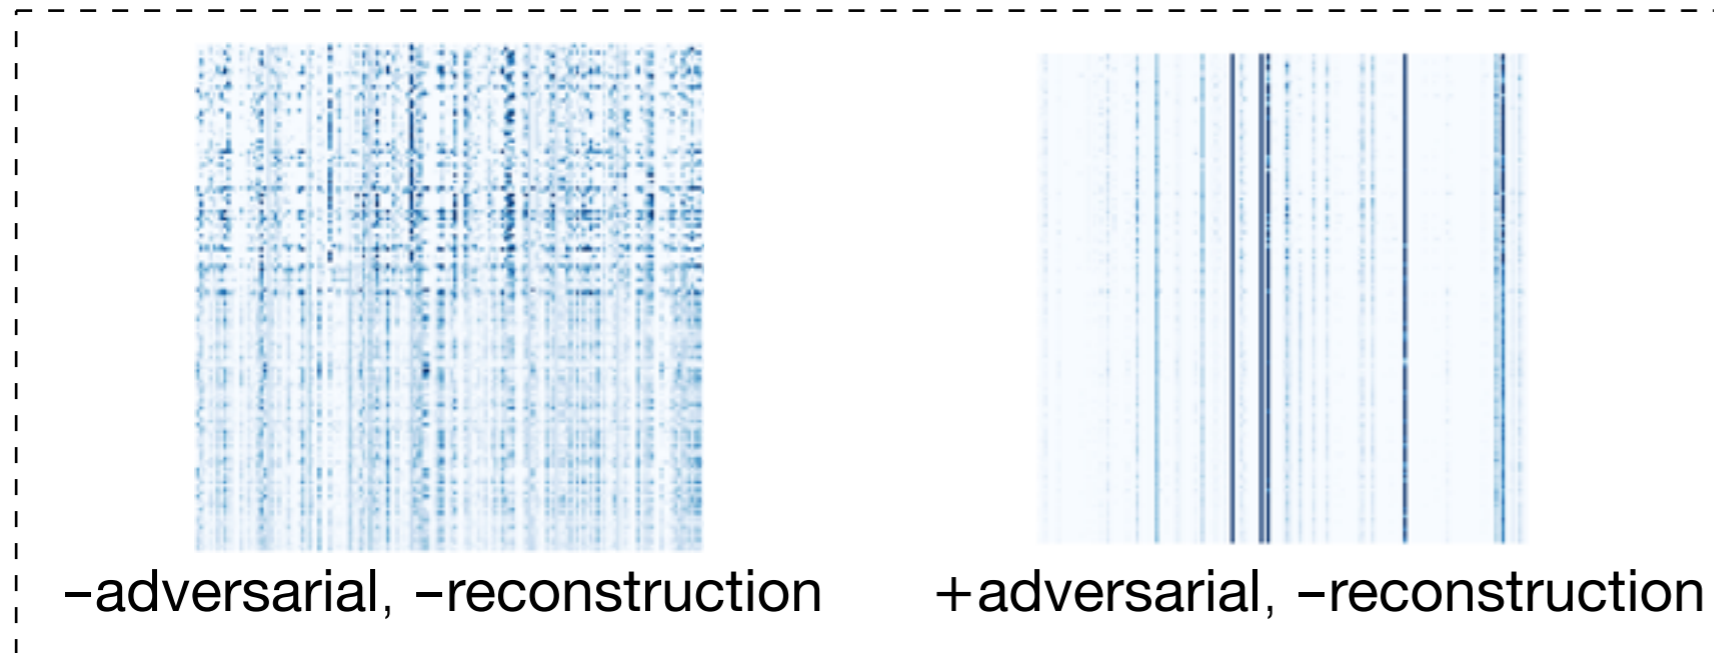 –adversarial, –reconstruction
+adversarial, –reconstruction